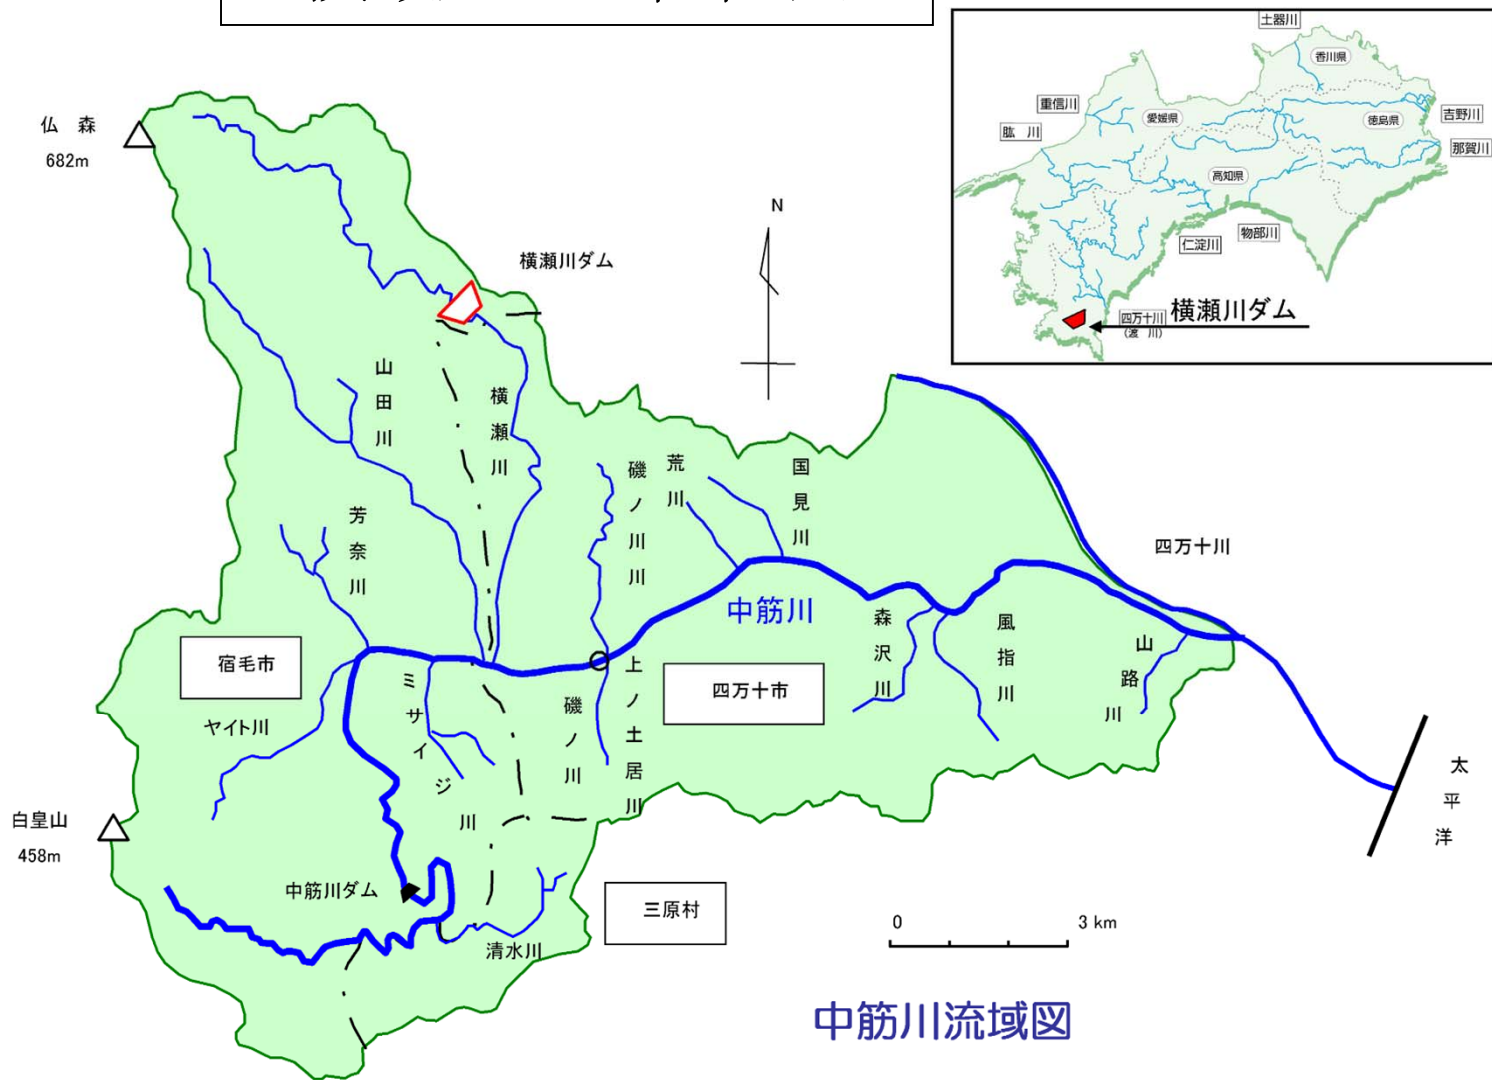 土器川
香川県
重信川
愛媛県
徳島県
吉野川
肱 川
那賀川
高知県
仁淀川
物部川
四万十川
(渡 川)
横瀬川ダム
仏 森
682m
N
横瀬川ダム
山田川
横瀬川
磯ノ川川
荒川
国見川
芳奈川
四万十川
中筋川
宿毛市
ヤイト川
ミサイジ川
磯ノ川
上ノ土居川
四万十市
森沢川
風指川
山路川
太平洋
白皇山
458m
中筋川ダム
清水川
三原村
0 3 km
中筋川流域図